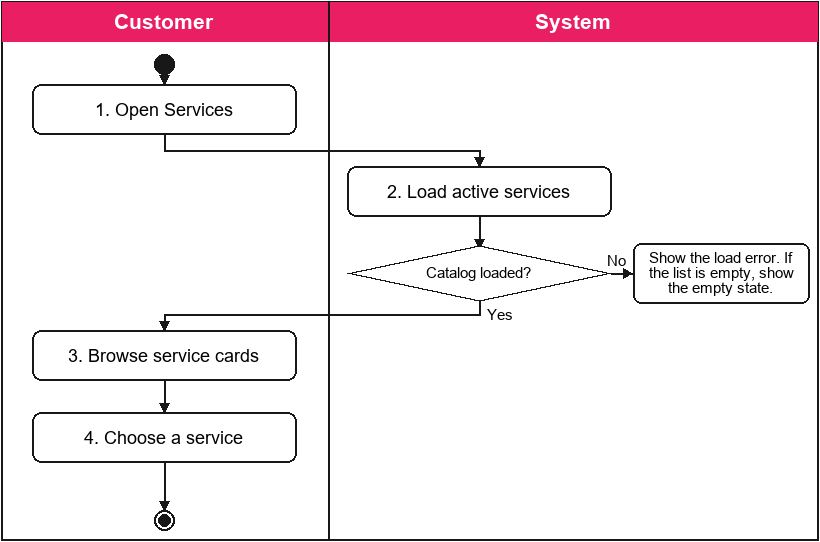 Customer
System
1. Open Services
2. Load active services
Catalog loaded?
No
Show the load error. If
the list is empty, show
the empty state.
Yes
3. Browse service cards
4. Choose a service